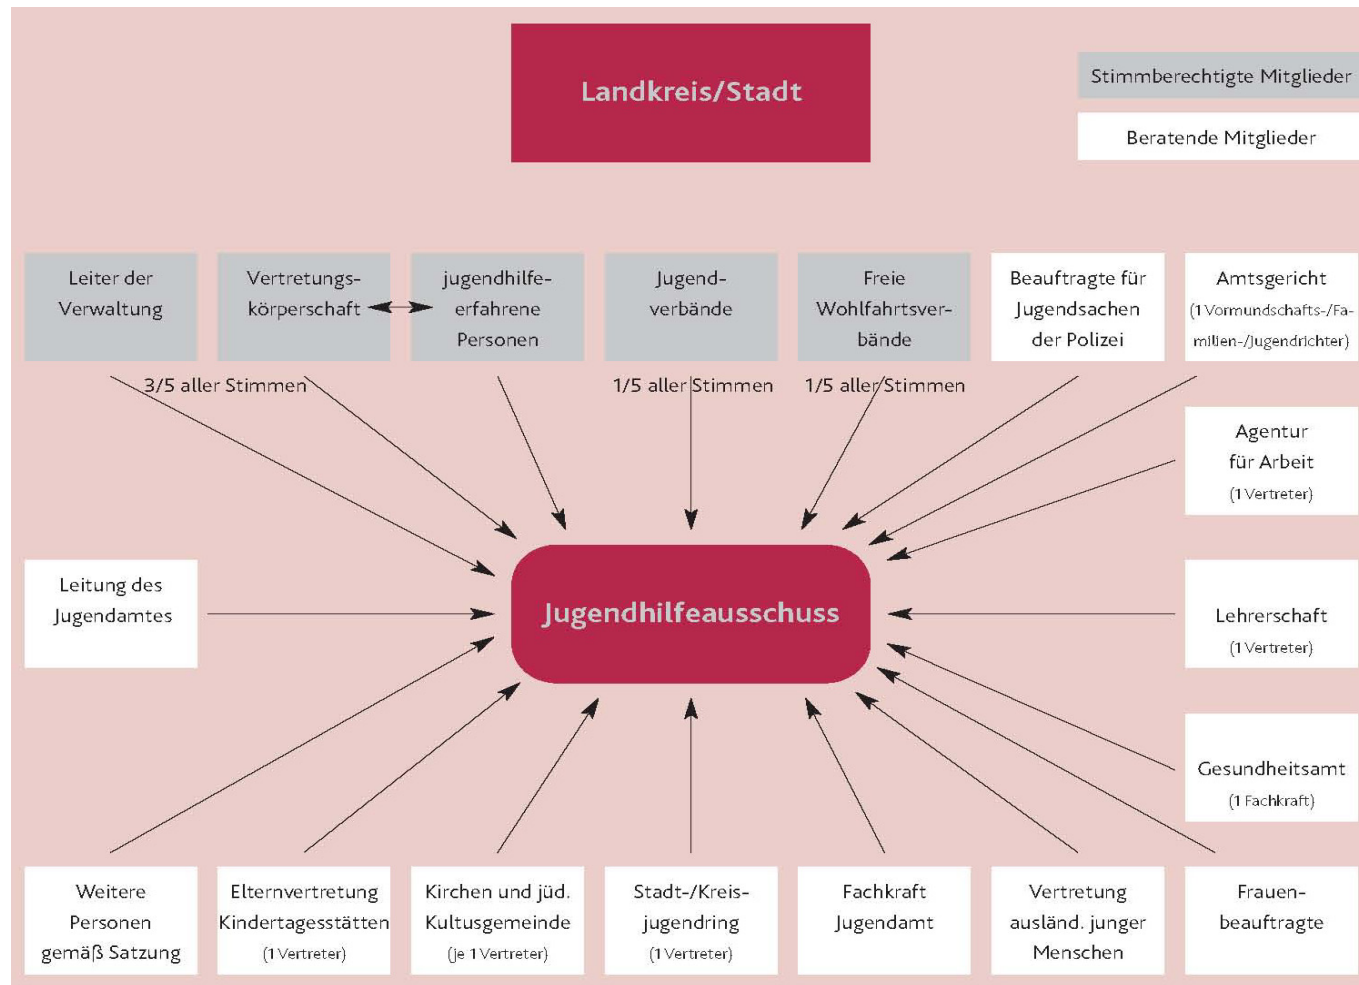 Landkreis/Stadt
Stimmberechtigte Mitglieder
Beratende Mitglieder
Leiter der
Verwaltung
Vertretungs-
körperschaft
jugendhilfe-
erfahrene
Personen
Jugend-
verbände
Freie
Wohlfahrtsver-
bände
Beauftragte für
Jugendsachen
der Polizei
Amtsgericht
(1 Vormundschafts-/Fa-
milien-/Jugendrichter)
3/5 aller Stimmen
1/5 aller Stimmen
1/5 aller Stimmen
Agentur
für Arbeit
(1 Vertreter)
Leitung des
Jugendamtes
Jugendhilfeausschuss
Lehrerschaft
(1 Vertreter)
Gesundheitsamt
(1 Fachkraft)
Weitere
Personen
gemäß Satzung
Elternvertretung
Kindertagesstätten
(1 Vertreter)
Kirchen und jüd.
Kultusgemeinde
(je 1 Vertreter)
Stadt-/Kreis-
jugendring
(1 Vertreter)
Fachkraft
Jugendamt
Vertretung
ausländ. junger
Menschen
Frauen-
beauftragte